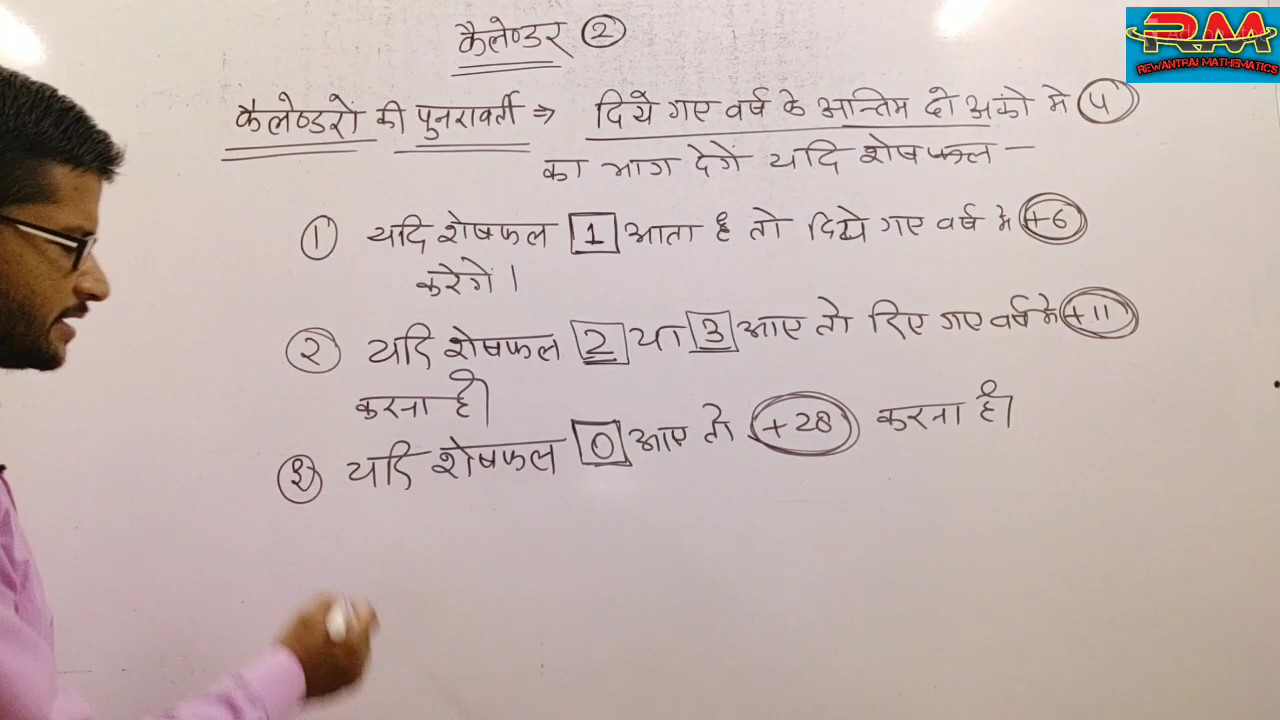 कैलेण्डर ②
RM
REWANTRAJ MATHEMATICS
कैलेण्डरों की पुनरावर्ती ⇒ दिये गए वर्ष के अन्तिम दो अको मे 4
का भाग देगें यदि शेषफल –
① यदि शेषफल 1 आता है तो दिये गए वर्ष मे +6
करेगें।
② यदि शेषफल 2 या 3 आए तो दिए गए वर्ष मे +11
करना है।
③ यदि शेषफल 0 आए तो +28 करना है।